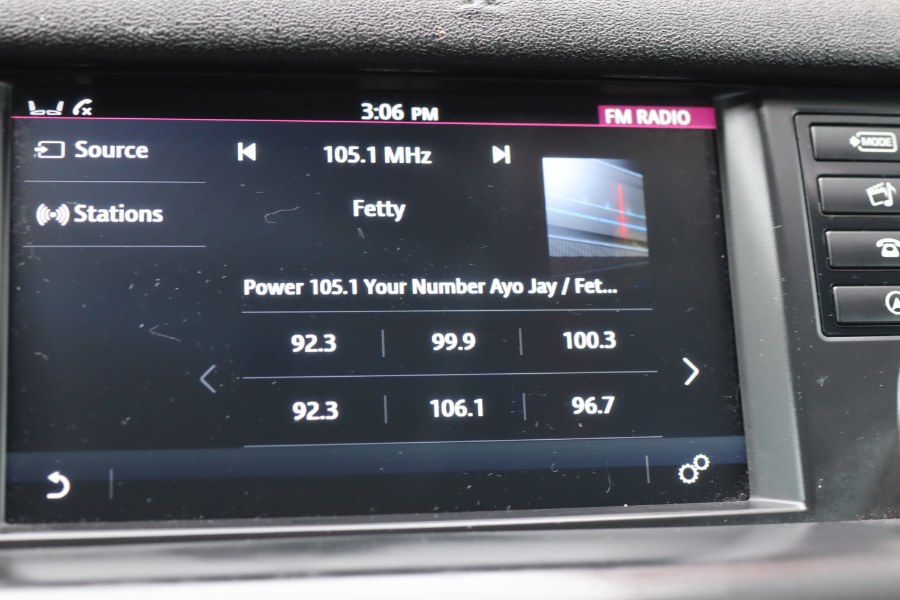 3:06 PM
FM RADIO
Source
105.1 MHz
MODE
Stations
Fetty
Power 105.1 Your Number Ayo Jay / Fet...
92.3 99.9 100.3
92.3 106.1 96.7